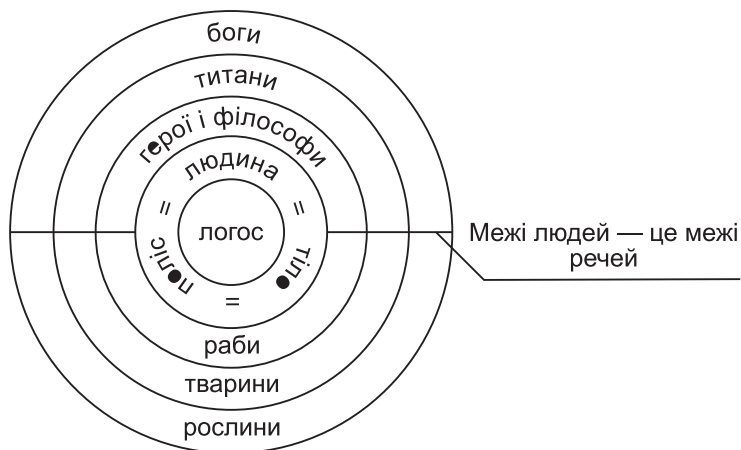 боги
титани
герої і філософи
людина
= =
логос
поліс тіло
=
раби
тварини
рослини
Межі людей — це межі
речей